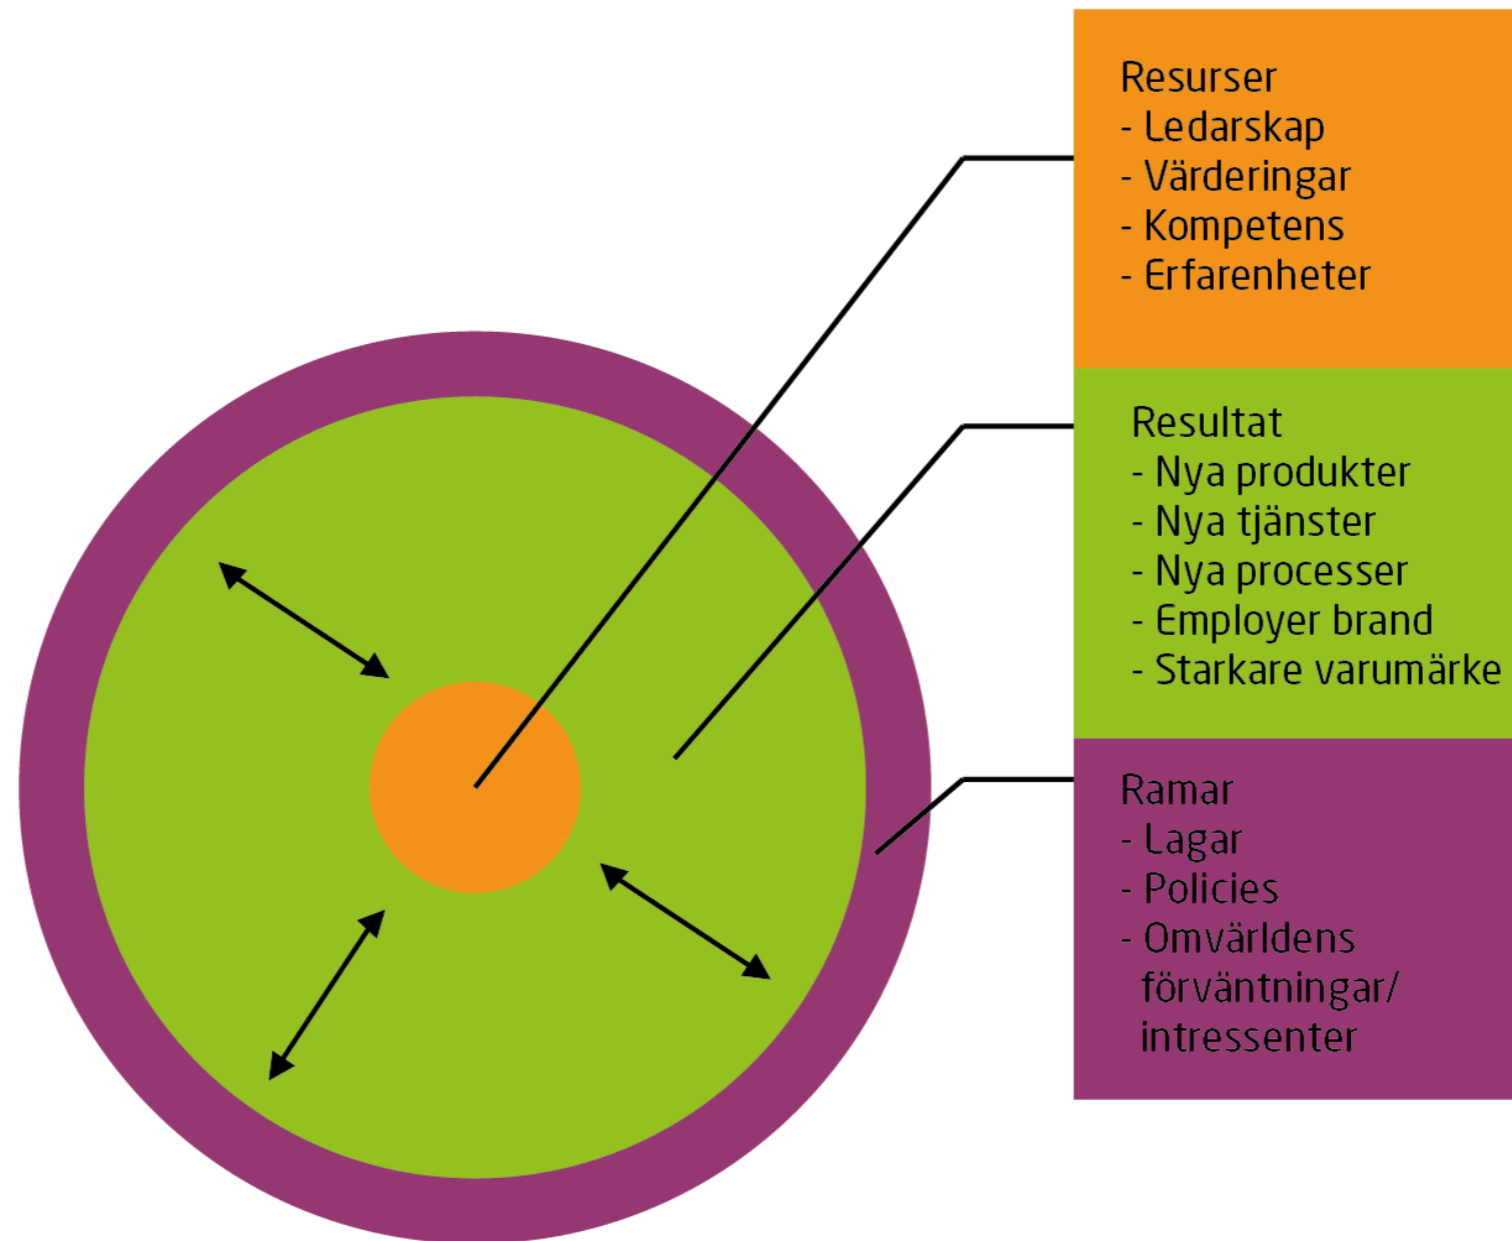 Resurser
- Ledarskap
- Värderingar
- Kompetens
- Erfarenheter
Resultat
- Nya produkter
- Nya tjänster
- Nya processer
- Employer brand
- Starkare varumärke
Ramar
- Lagar
- Policies
- Omvärldens
förväntningar/
intressenter